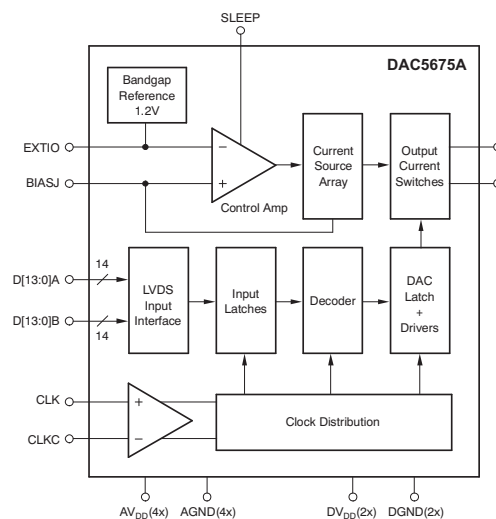 SLEEP
DAC5675A
Bandgap
Reference
1.2V
EXTIO
BIASJ
−
+
Control Amp
Current
Source
Array
Output
Current
Switches
D[13:0]A
14
D[13:0]B
14
LVDS
Input
Interface
Input
Latches
Decoder
DAC
Latch
+
Drivers
CLK
+
CLKC
−
Clock Distribution
AVDD(4x)
AGND(4x)
DVDD(2x)
DGND(2x)